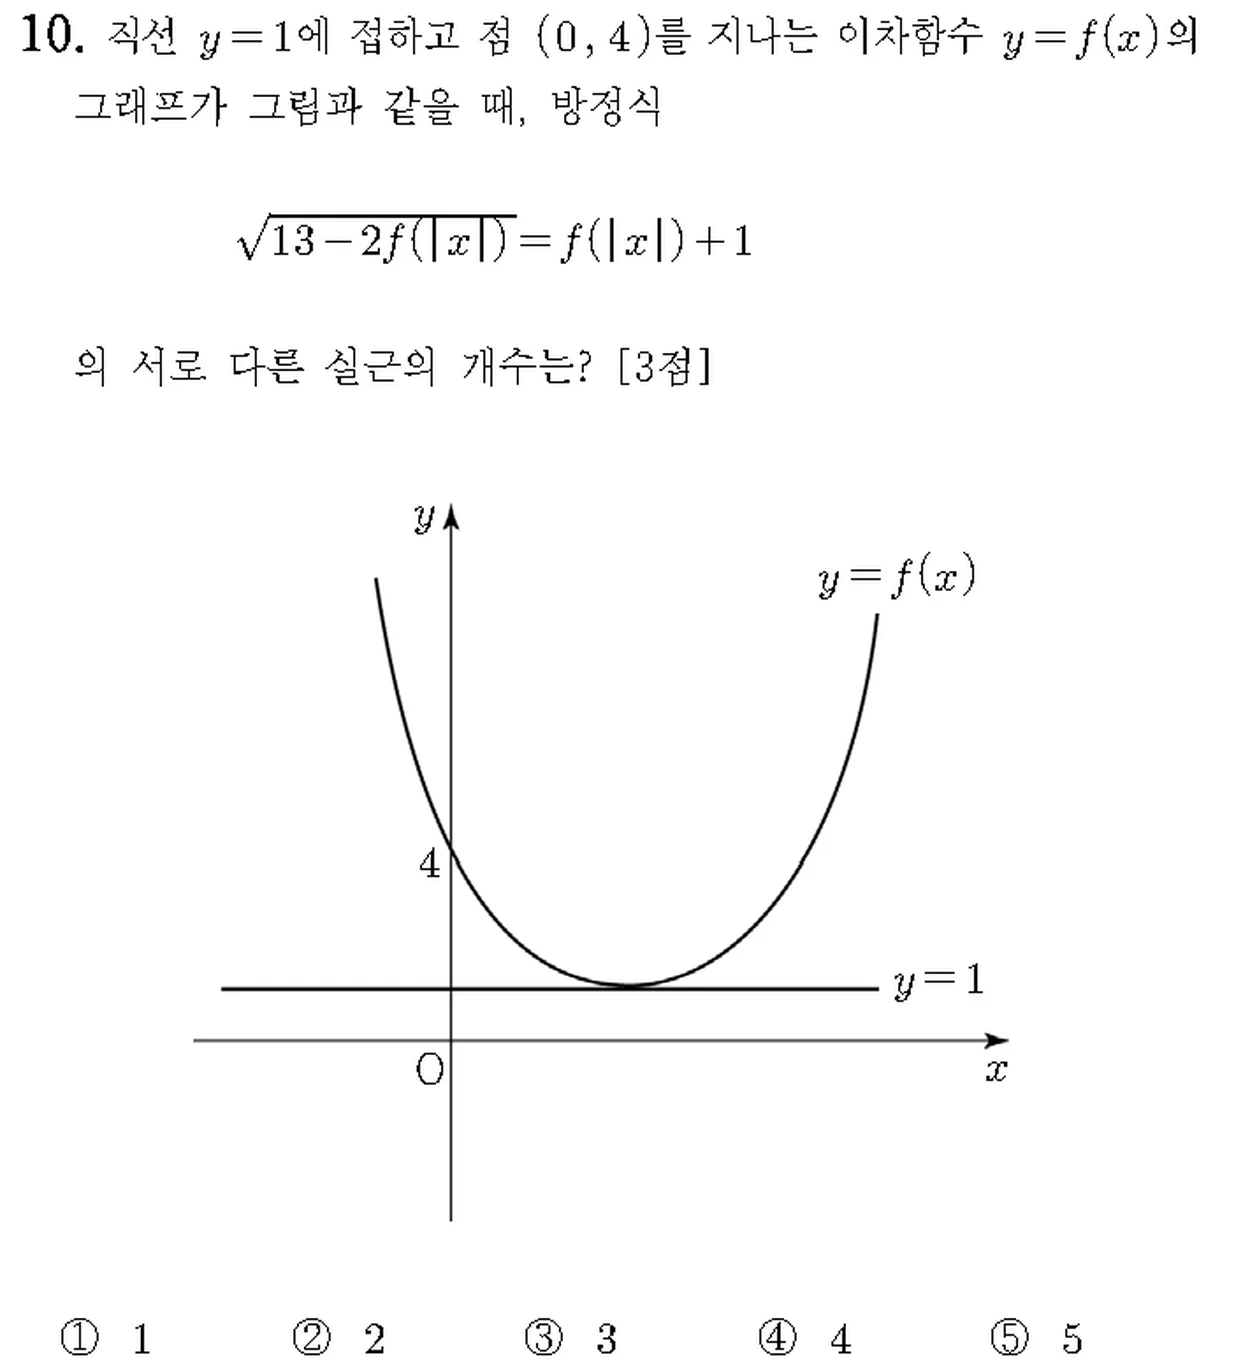 10. 직선 y=1에 접하고 점 (0, 4)를 지나는 이차함수 y=f(x)의
그래프가 그림과 같을 때, 방정식
√13-2f(|x|) = f(|x|)+1
의 서로 다른 실근의 개수는? [3점]
y
y=f(x)
4
y=1
O
x
① 1 ② 2 ③ 3 ④ 4 ⑤ 5